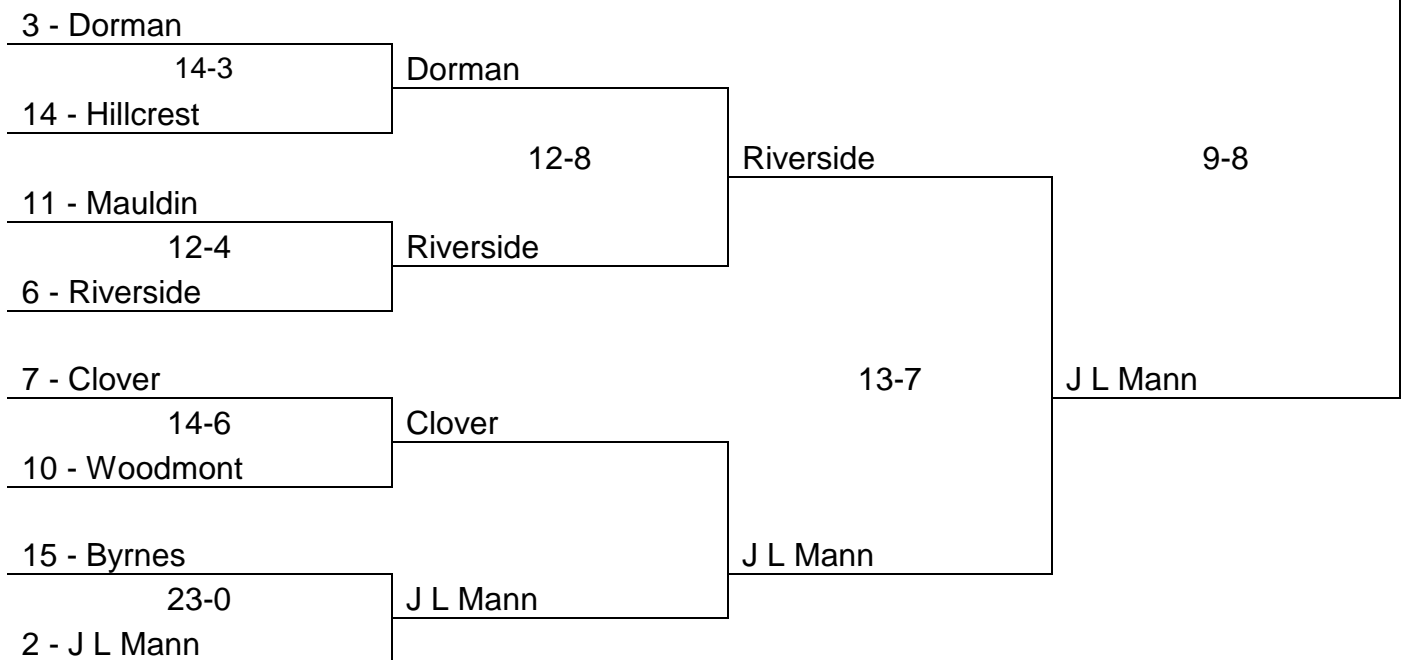 3 - Dorman
14-3
Dorman
14 - Hillcrest
12-8
Riverside
9-8
11 - Mauldin
12-4
Riverside
6 - Riverside
7 - Clover
13-7
J L Mann
14-6
Clover
10 - Woodmont
15 - Byrnes
J L Mann
23-0
J L Mann
2 - J L Mann